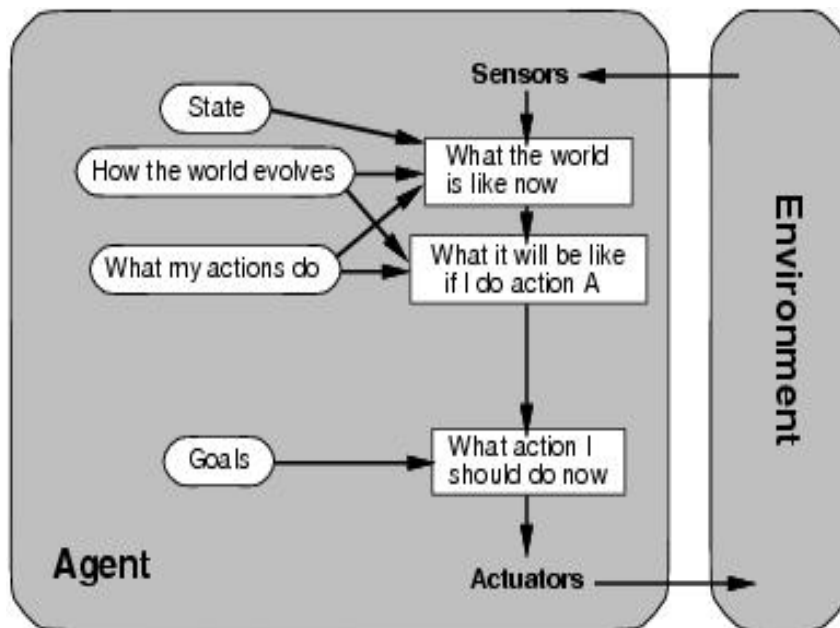 Sensors
State
What the world
is like now
How the world evolves
What my actions do
What it will be like
if I do action A
Goals
What action I
should do now
Agent
Actuators
Environment